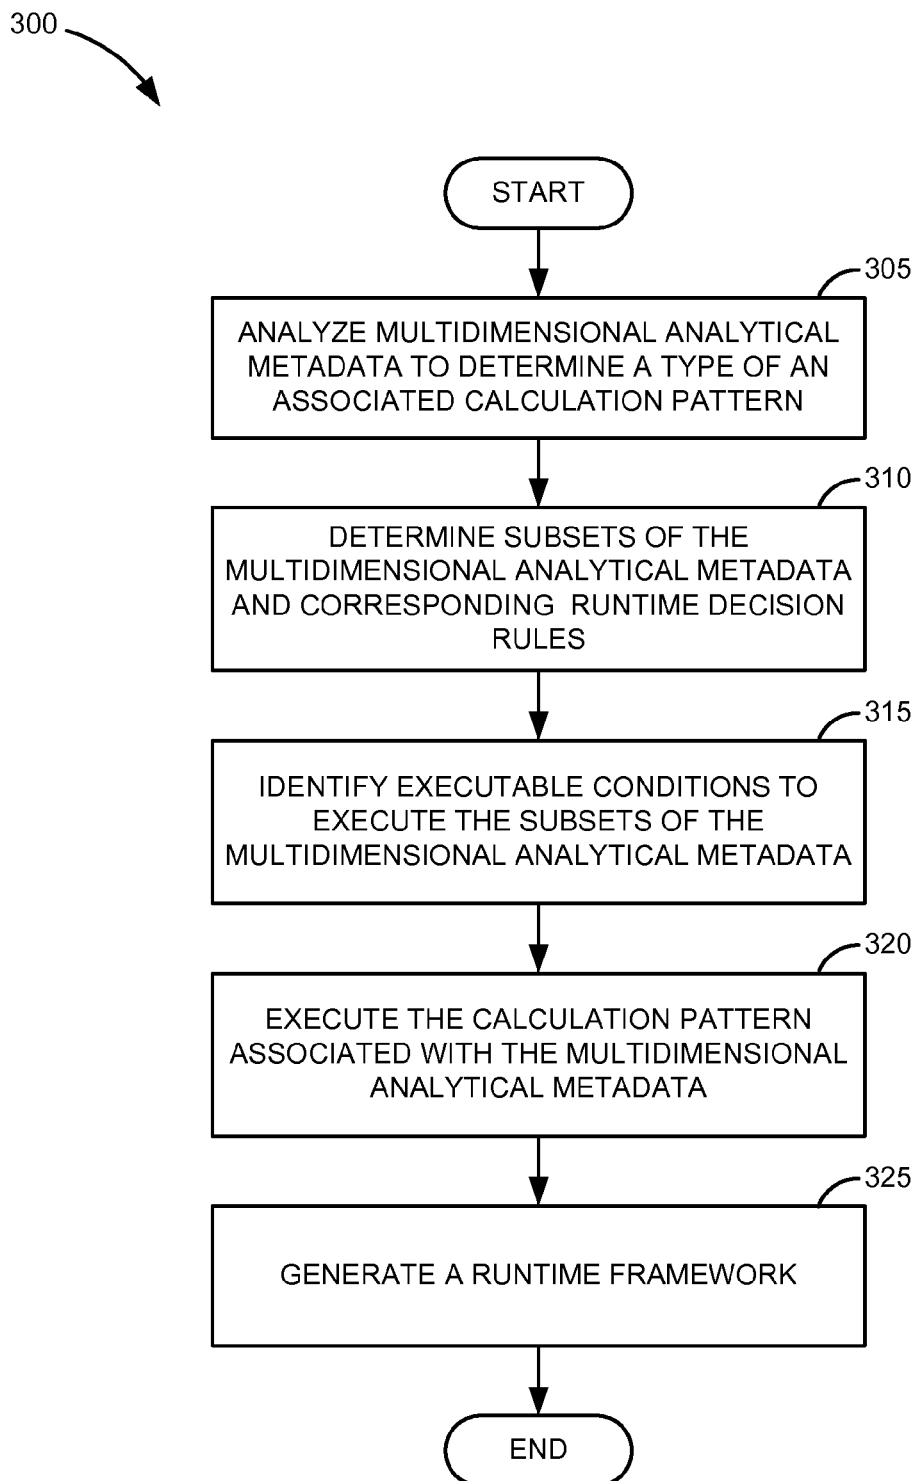 300
START
305
ANALYZE MULTIDIMENSIONAL ANALYTICAL
METADATA TO DETERMINE A TYPE OF AN
ASSOCIATED CALCULATION PATTERN
310
DETERMINE SUBSETS OF THE
MULTIDIMENSIONAL ANALYTICAL METADATA
AND CORRESPONDING RUNTIME DECISION
RULES
315
IDENTIFY EXECUTABLE CONDITIONS TO
EXECUTE THE SUBSETS OF THE
MULTIDIMENSIONAL ANALYTICAL METADATA
320
EXECUTE THE CALCULATION PATTERN
ASSOCIATED WITH THE MULTIDIMENSIONAL
ANALYTICAL METADATA
325
GENERATE A RUNTIME FRAMEWORK
END